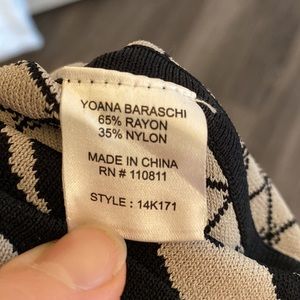 YOANA BARASCHI
65% RAYON
35% NYLON
MADE IN CHINA
RN # 110811
STYLE : 14K171